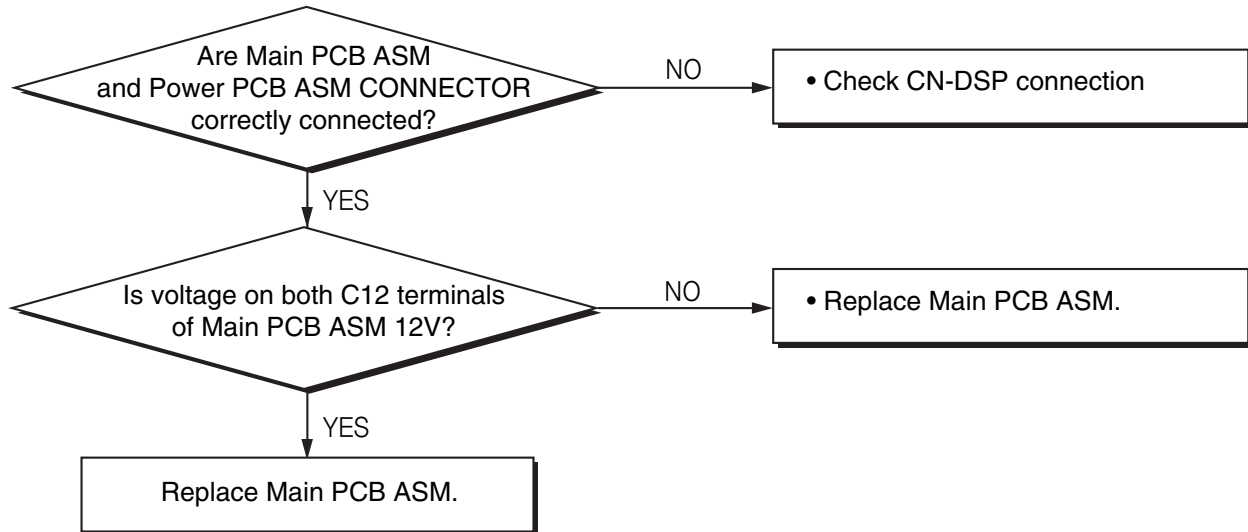 Are Main PCB ASM
and Power PCB ASM CONNECTOR
correctly connected?
NO
• Check CN-DSP connection
YES
Is voltage on both C12 terminals
of Main PCB ASM 12V?
NO
• Replace Main PCB ASM.
YES
Replace Main PCB ASM.